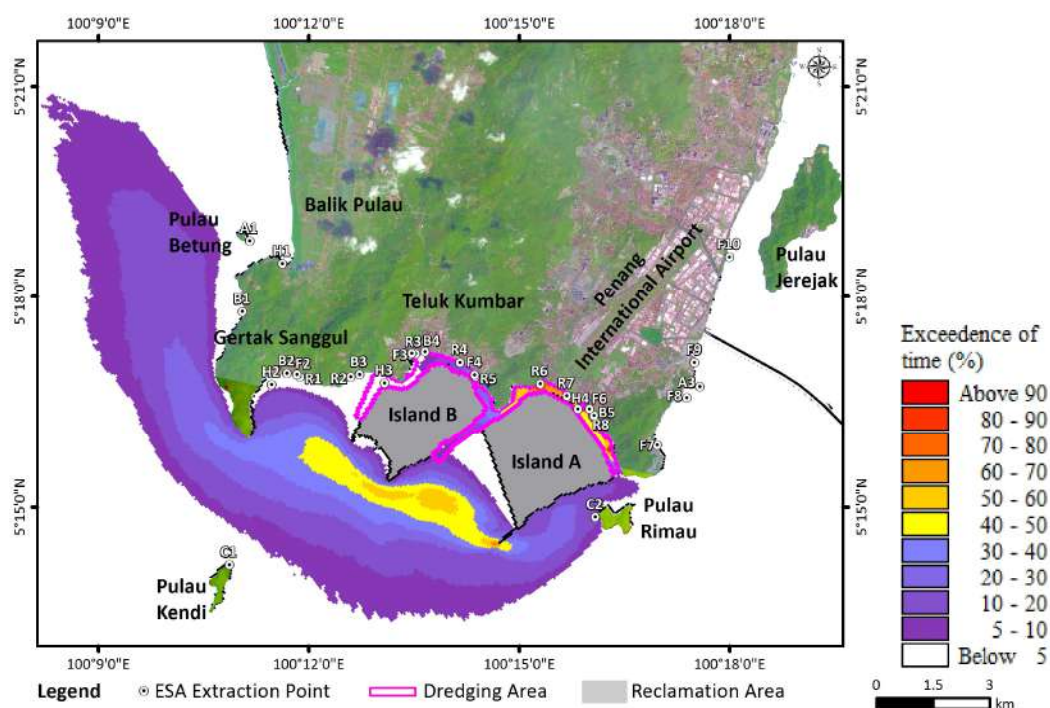 100°9'0"E 100°12'0"E 100°15'0"E 100°18'0"E
5°21'0"N 5°21'0"N
Balik Pulau
Pulau
Betung
A1
H1
F10
Pulau
Jerejak
Penang
International Airport
5°18'0"N 5°18'0"N
B1
Teluk Kumbar
Gertak Sanggul
R3 B4
F3
R4
F4
R5
B2 F2
H2
R1
R2
B3
H3
R6
R7
H4 F6
B5
R8
F9
A3
F8
F7
Island B
Island A
5°15'0"N 5°15'0"N
C2
Pulau
Rimau
C1
Pulau
Kendi
100°9'0"E 100°12'0"E 100°15'0"E 100°18'0"E
Exceedence of
time (%)
Above 90
80 - 90
70 - 80
60 - 70
50 - 60
40 - 50
30 - 40
20 - 30
10 - 20
5 - 10
Below 5
Legend ESA Extraction Point Dredging Area Reclamation Area
0 1.5 3
km